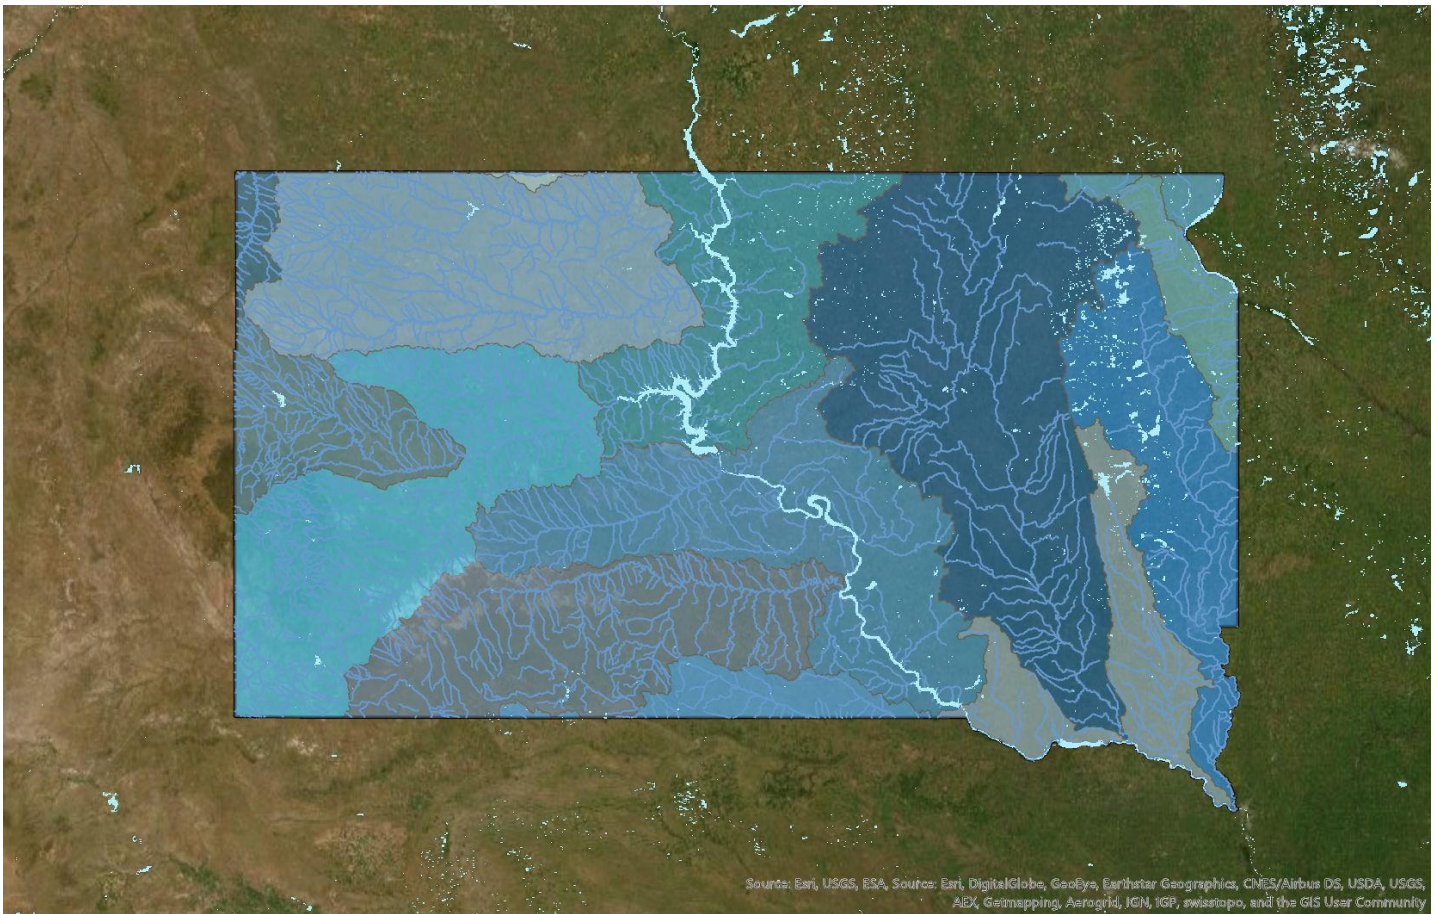 Source: Esri, USGS, ESA, Source: Esri, DigitalGlobe, GeoEye, Earthstar Geographics, CNES/Airbus DS, USDA, USGS,
AEX, Getmapping, Aerogrid, IGN, IGP, swisstopo, and the GIS User Community